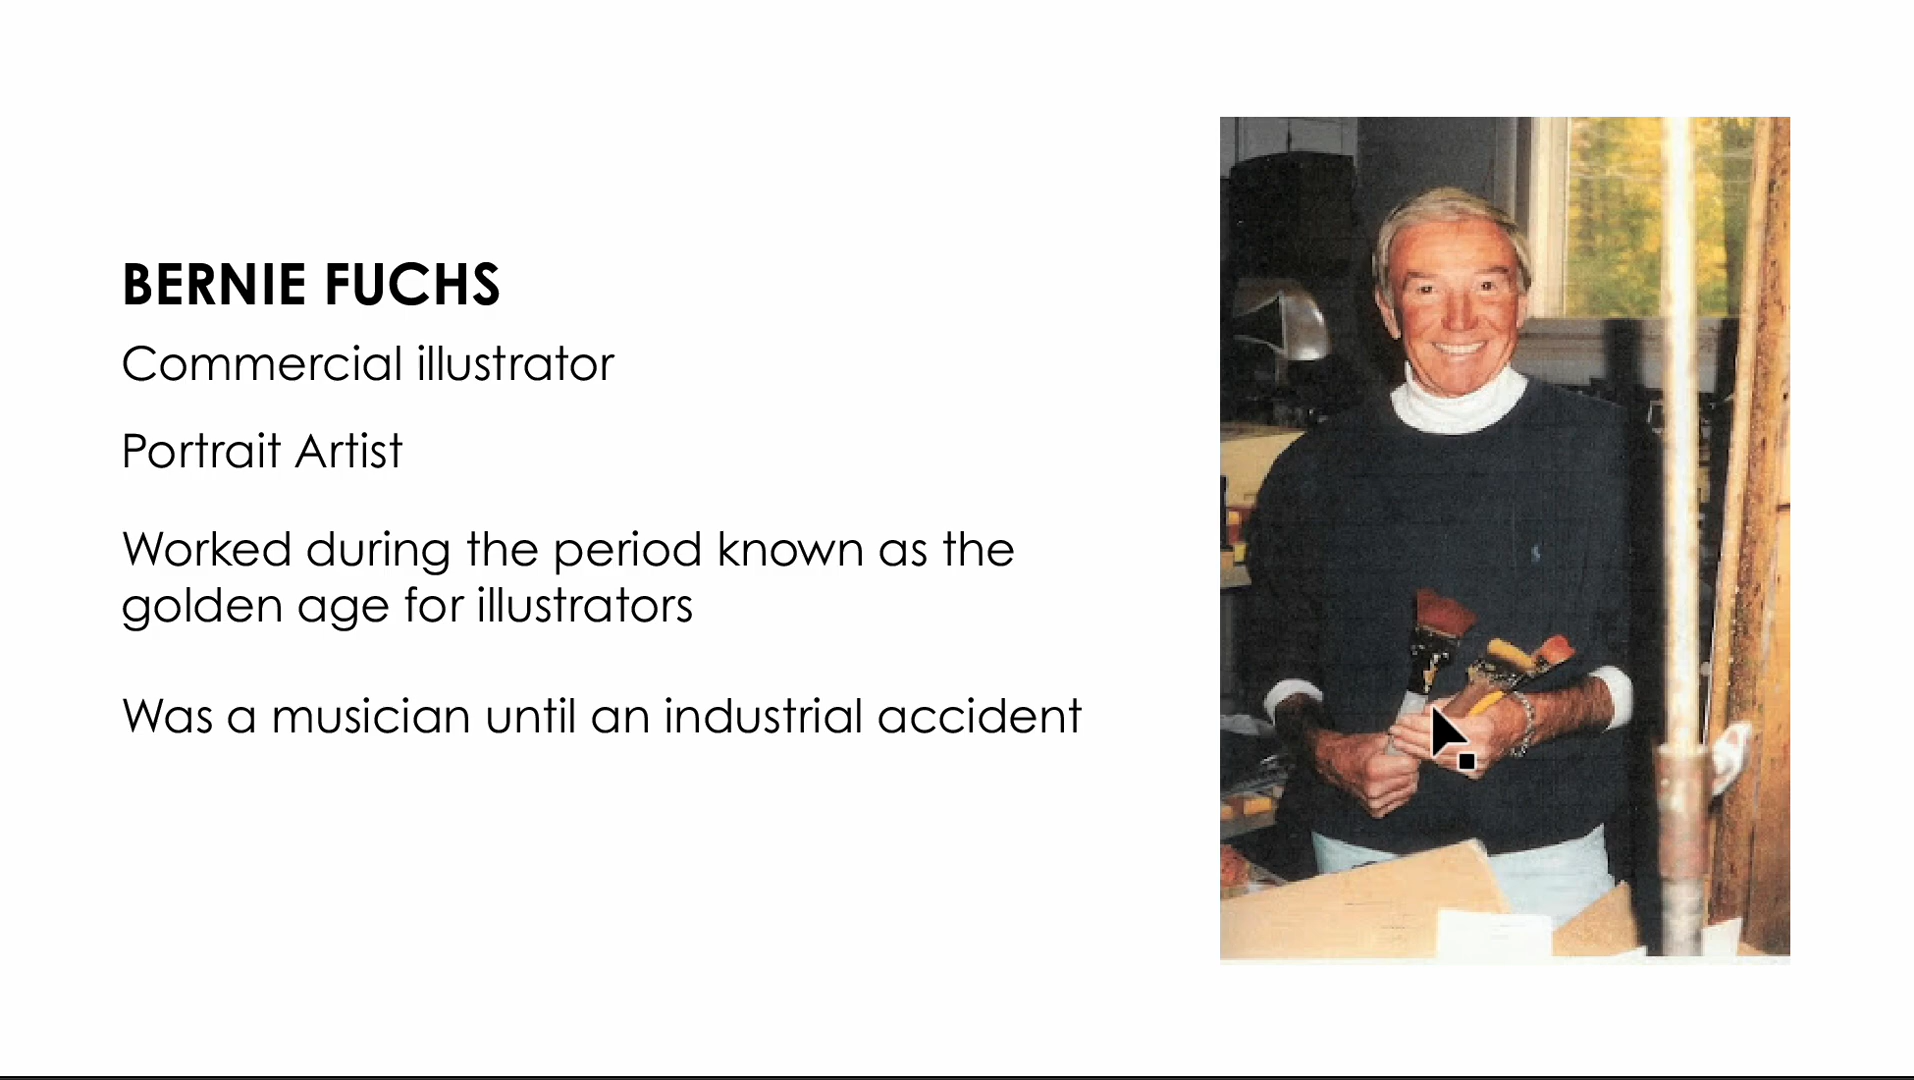 BERNIE FUCHS
Commercial illustrator
Portrait Artist
Worked during the period known as the
golden age for illustrators
Was a musician until an industrial accident